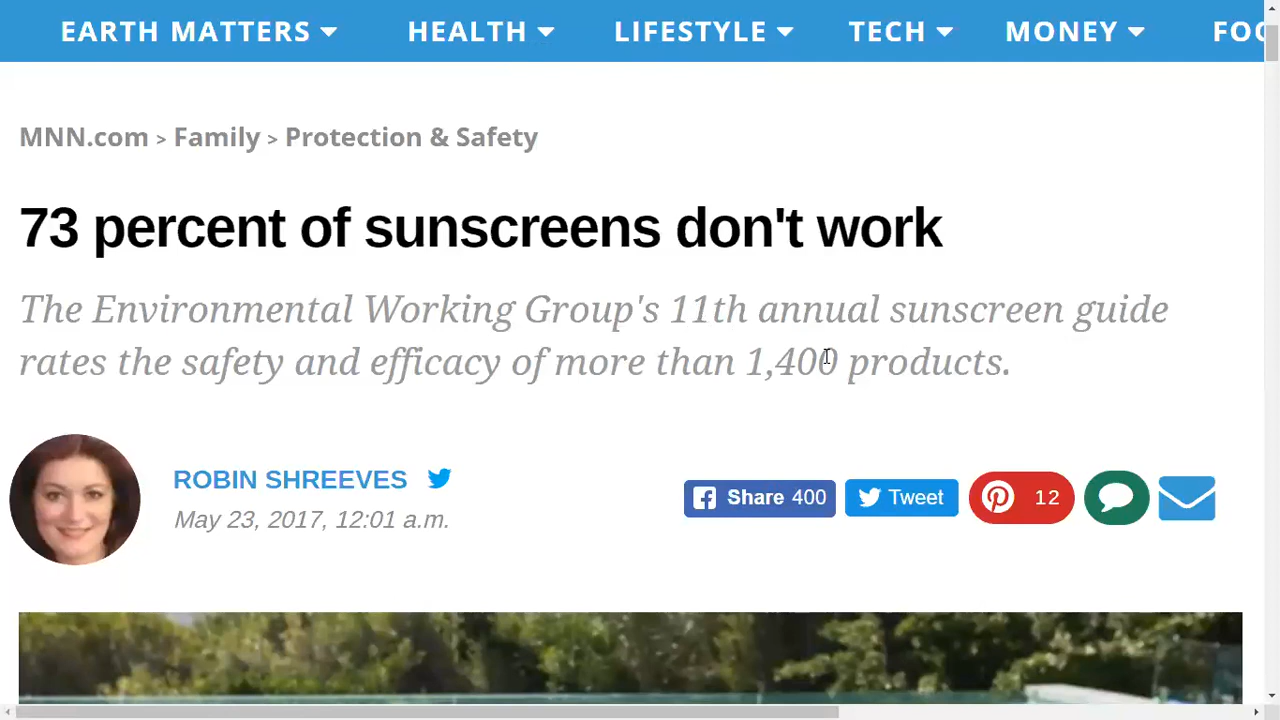 EARTH MATTERS HEALTH LIFESTYLE TECH MONEY FOO
MNN.com > Family > Protection & Safety
73 percent of sunscreens don't work
The Environmental Working Group's 11th annual sunscreen guide
rates the safety and efficacy of more than 1,400 products.
ROBIN SHREEVES
May 23, 2017, 12:01 a.m.
Share 400 Tweet 12